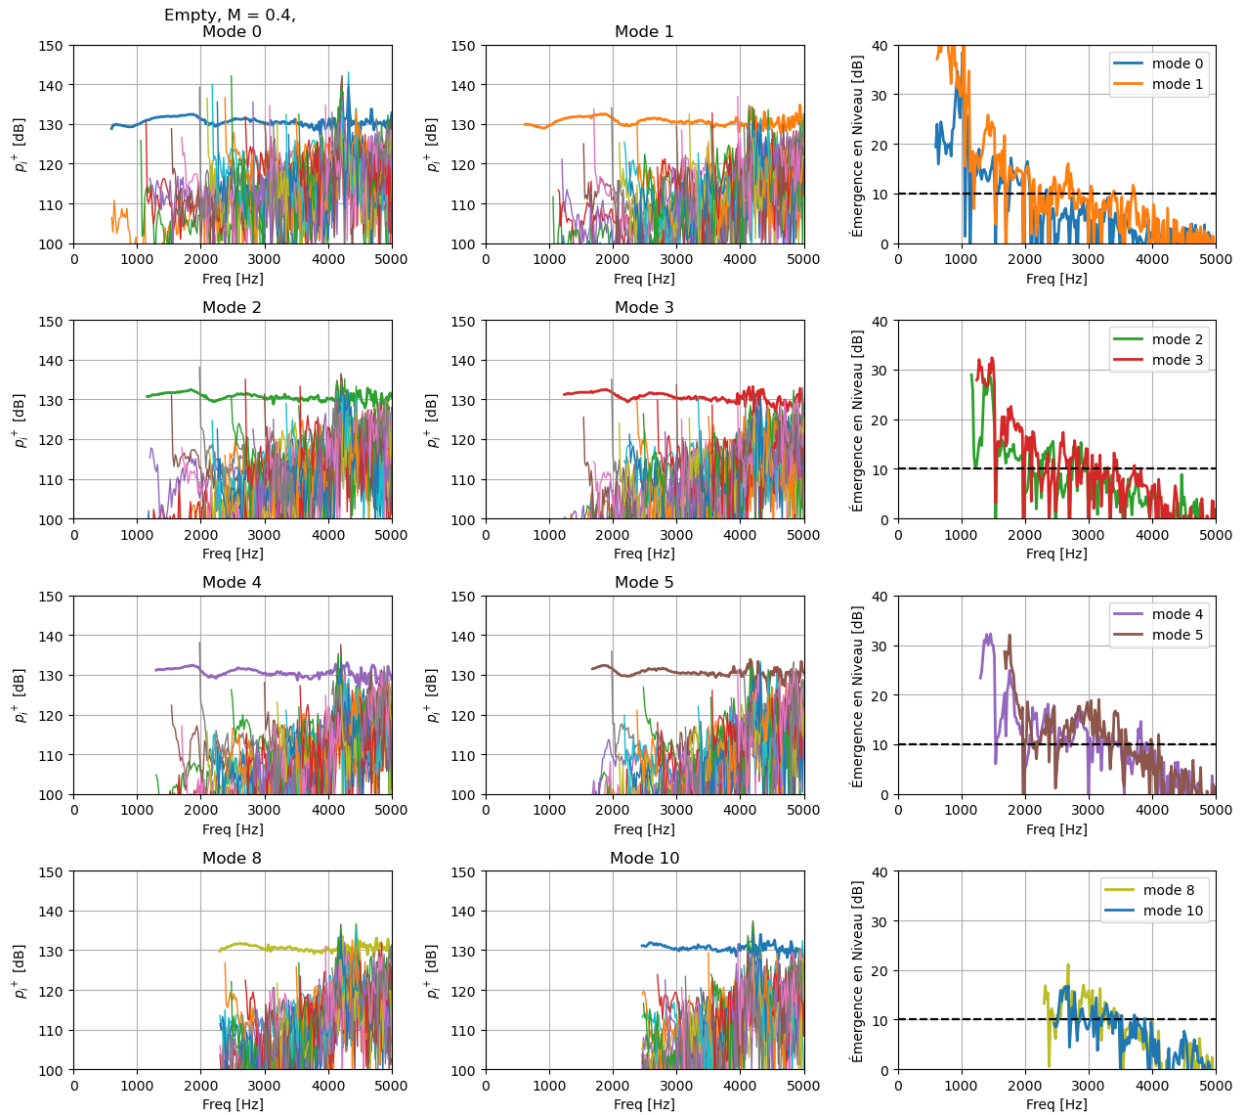 Empty, M = 0.4,
Mode 0
Mode 1
150
140
130
120
110
100
p_i^+ [dB]
0 1000 2000 3000 4000 5000
Freq [Hz]
150
140
130
120
110
100
p_i^+ [dB]
0 1000 2000 3000 4000 5000
Freq [Hz]
40
30
20
10
0
Émergence en Niveau [dB]
mode 0
mode 1
0 1000 2000 3000 4000 5000
Freq [Hz]
Mode 2
Mode 3
150
140
130
120
110
100
p_i^+ [dB]
0 1000 2000 3000 4000 5000
Freq [Hz]
150
140
130
120
110
100
p_i^+ [dB]
0 1000 2000 3000 4000 5000
Freq [Hz]
40
30
20
10
0
Émergence en Niveau [dB]
mode 2
mode 3
0 1000 2000 3000 4000 5000
Freq [Hz]
Mode 4
Mode 5
150
140
130
120
110
100
p_i^+ [dB]
0 1000 2000 3000 4000 5000
Freq [Hz]
150
140
130
120
110
100
p_i^+ [dB]
0 1000 2000 3000 4000 5000
Freq [Hz]
40
30
20
10
0
Émergence en Niveau [dB]
mode 4
mode 5
0 1000 2000 3000 4000 5000
Freq [Hz]
Mode 8
Mode 10
150
140
130
120
110
100
p_i^+ [dB]
0 1000 2000 3000 4000 5000
Freq [Hz]
150
140
130
120
110
100
p_i^+ [dB]
0 1000 2000 3000 4000 5000
Freq [Hz]
40
30
20
10
0
Émergence en Niveau [dB]
mode 8
mode 10
0 1000 2000 3000 4000 5000
Freq [Hz]